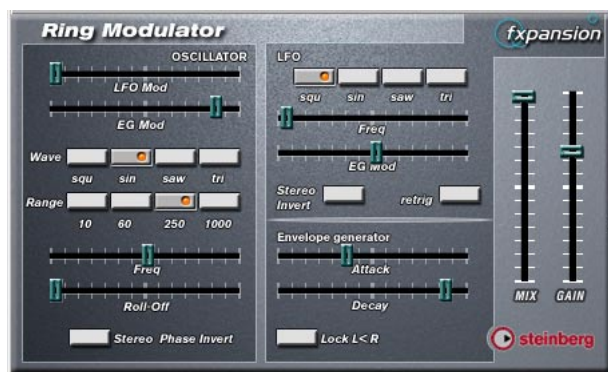 Ring Modulator
fxpansion
OSCILLATOR
LFO Mod
EG Mod
Wave
squ sin saw tri
Range
10 60 250 1000
Freq
Roll-Off
Stereo Phase Invert
LFO
squ sin saw tri
Freq
EG Mod
Stereo
Invert
retrig
Envelope generator
Attack
Decay
Lock L<R
MIX GAIN
steinberg